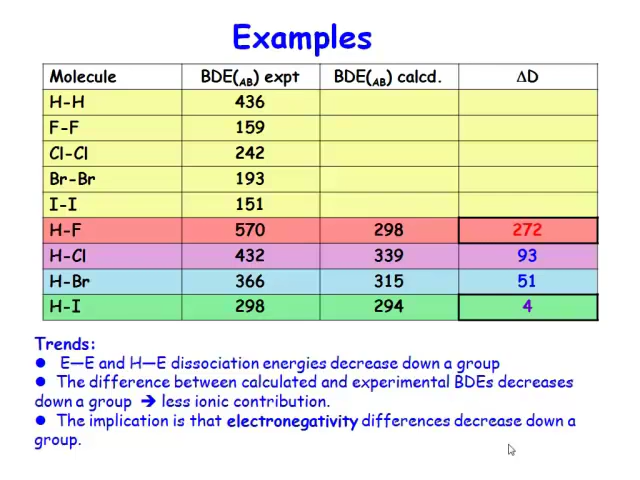 Examples
Molecule BDE(AB) expt BDE(AB) calcd. ΔD
H-H 436
F-F 159
Cl-Cl 242
Br-Br 193
I-I 151
H-F 570 298 272
H-Cl 432 339 93
H-Br 366 315 51
H-I 298 294 4
Trends:
● E—E and H—E dissociation energies decrease down a group
● The difference between calculated and experimental BDEs decreases
down a group ➔ less ionic contribution.
● The implication is that electronegativity differences decrease down a
group.